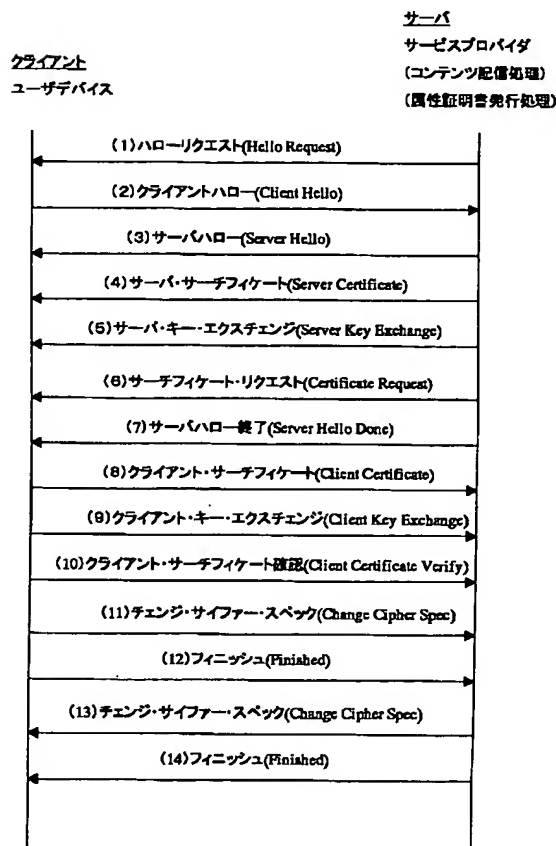 サーバ
サービスプロバイダ
(コンテンツ配信処理)
(属性証明書発行処理)
クライアント
ユーザデバイス
(1)ハローリクエスト(Hello Request)
(2)クライアントハロー(Client Hello)
(3)サーバハロー(Server Hello)
(4)サーバ・サーチフィケート(Server Certificate)
(5)サーバ・キー・エクスチェンジ(Server Key Exchange)
(6)サーチフィケート・リクエスト(Certificate Request)
(7)サーバハロー終了(Server Hello Done)
(8)クライアント・サーチフィケート(Client Certificate)
(9)クライアント・キー・エクスチェンジ(Client Key Exchange)
(10)クライアント・サーチフィケート確認(Client Certificate Verify)
(11)チェンジ・サイファー・スペック(Change Cipher Spec)
(12)フィニッシュ(Finished)
(13)チェンジ・サイファー・スペック(Change Cipher Spec)
(14)フィニッシュ(Finished)